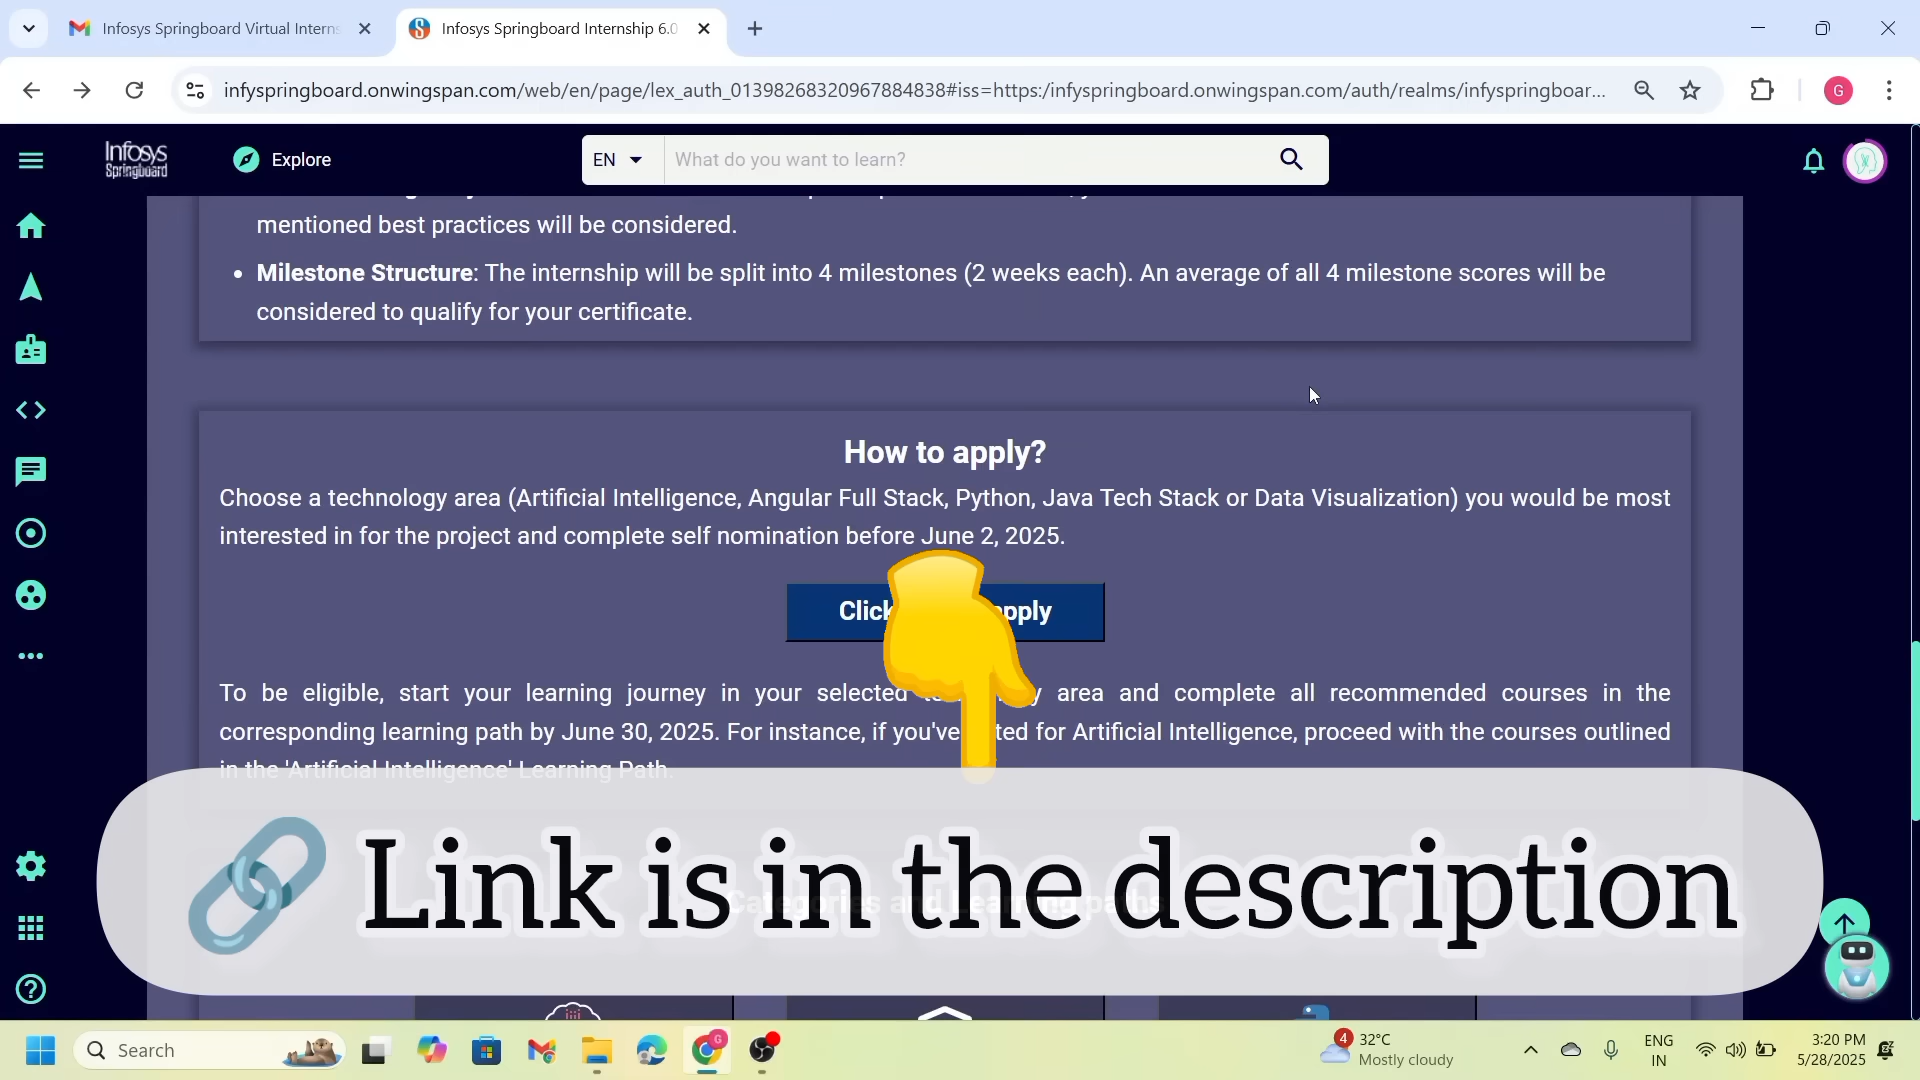 Infosys Springboard Virtual Intern
Infosys Springboard Internship 6.0
infyspringboard.onwingspan.com/web/en/page/lex_auth_01398268320967884838#iss=https:/infyspringboard.onwingspan.com/auth/realms/infyspringboar...
G
Infosys
Springboard
Explore
EN
What do you want to learn?
mentioned best practices will be considered.
• Milestone Structure: The internship will be split into 4 milestones (2 weeks each). An average of all 4 milestone scores will be
considered to qualify for your certificate.
How to apply?
Choose a technology area (Artificial Intelligence, Angular Full Stack, Python, Java Tech Stack or Data Visualization) you would be most
interested in for the project and complete self nomination before June 2, 2025.
Click apply
To be eligible, start your learning journey in your selected area and complete all recommended courses in the
corresponding learning path by June 30, 2025. For instance, if you've for Artificial Intelligence, proceed with the courses outlined
in the 'Artificial Intelligence' Learning Path.
Link is in the description
Categories and Learning paths
Search
G
4
32°C
Mostly cloudy
ENG
IN
3:20 PM
5/28/2025